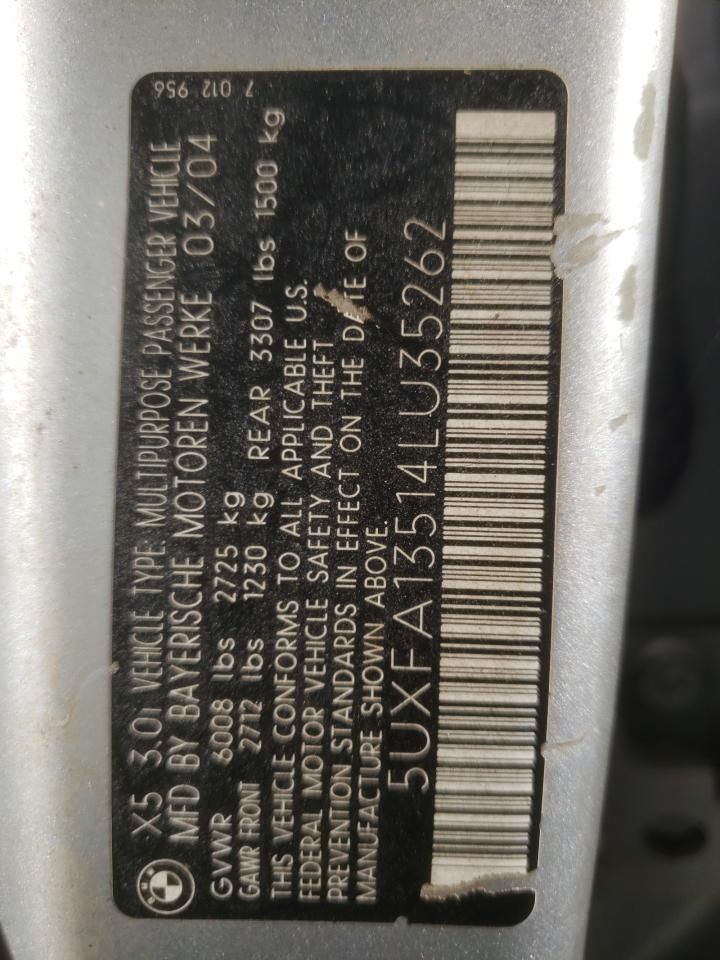 7 012 956
X5 3.0i VEHICLE TYPE: MULTIPURPOSE PASSENGER VEHICLE
MFD BY BAYERISCHE MOTOREN WERKE 03/04
GVWR 6008 lbs 2725 kg
GAWR FRONT 2712 lbs 1230 kg REAR 3307 lbs 1500 kg
THIS VEHICLE CONFORMS TO ALL APPLICABLE U.S.
FEDERAL MOTOR VEHICLE SAFETY AND THEFT
PREVENTION STANDARDS IN EFFECT ON THE DATE OF
MANUFACTURE SHOWN ABOVE.
5UXFA13514LU35262